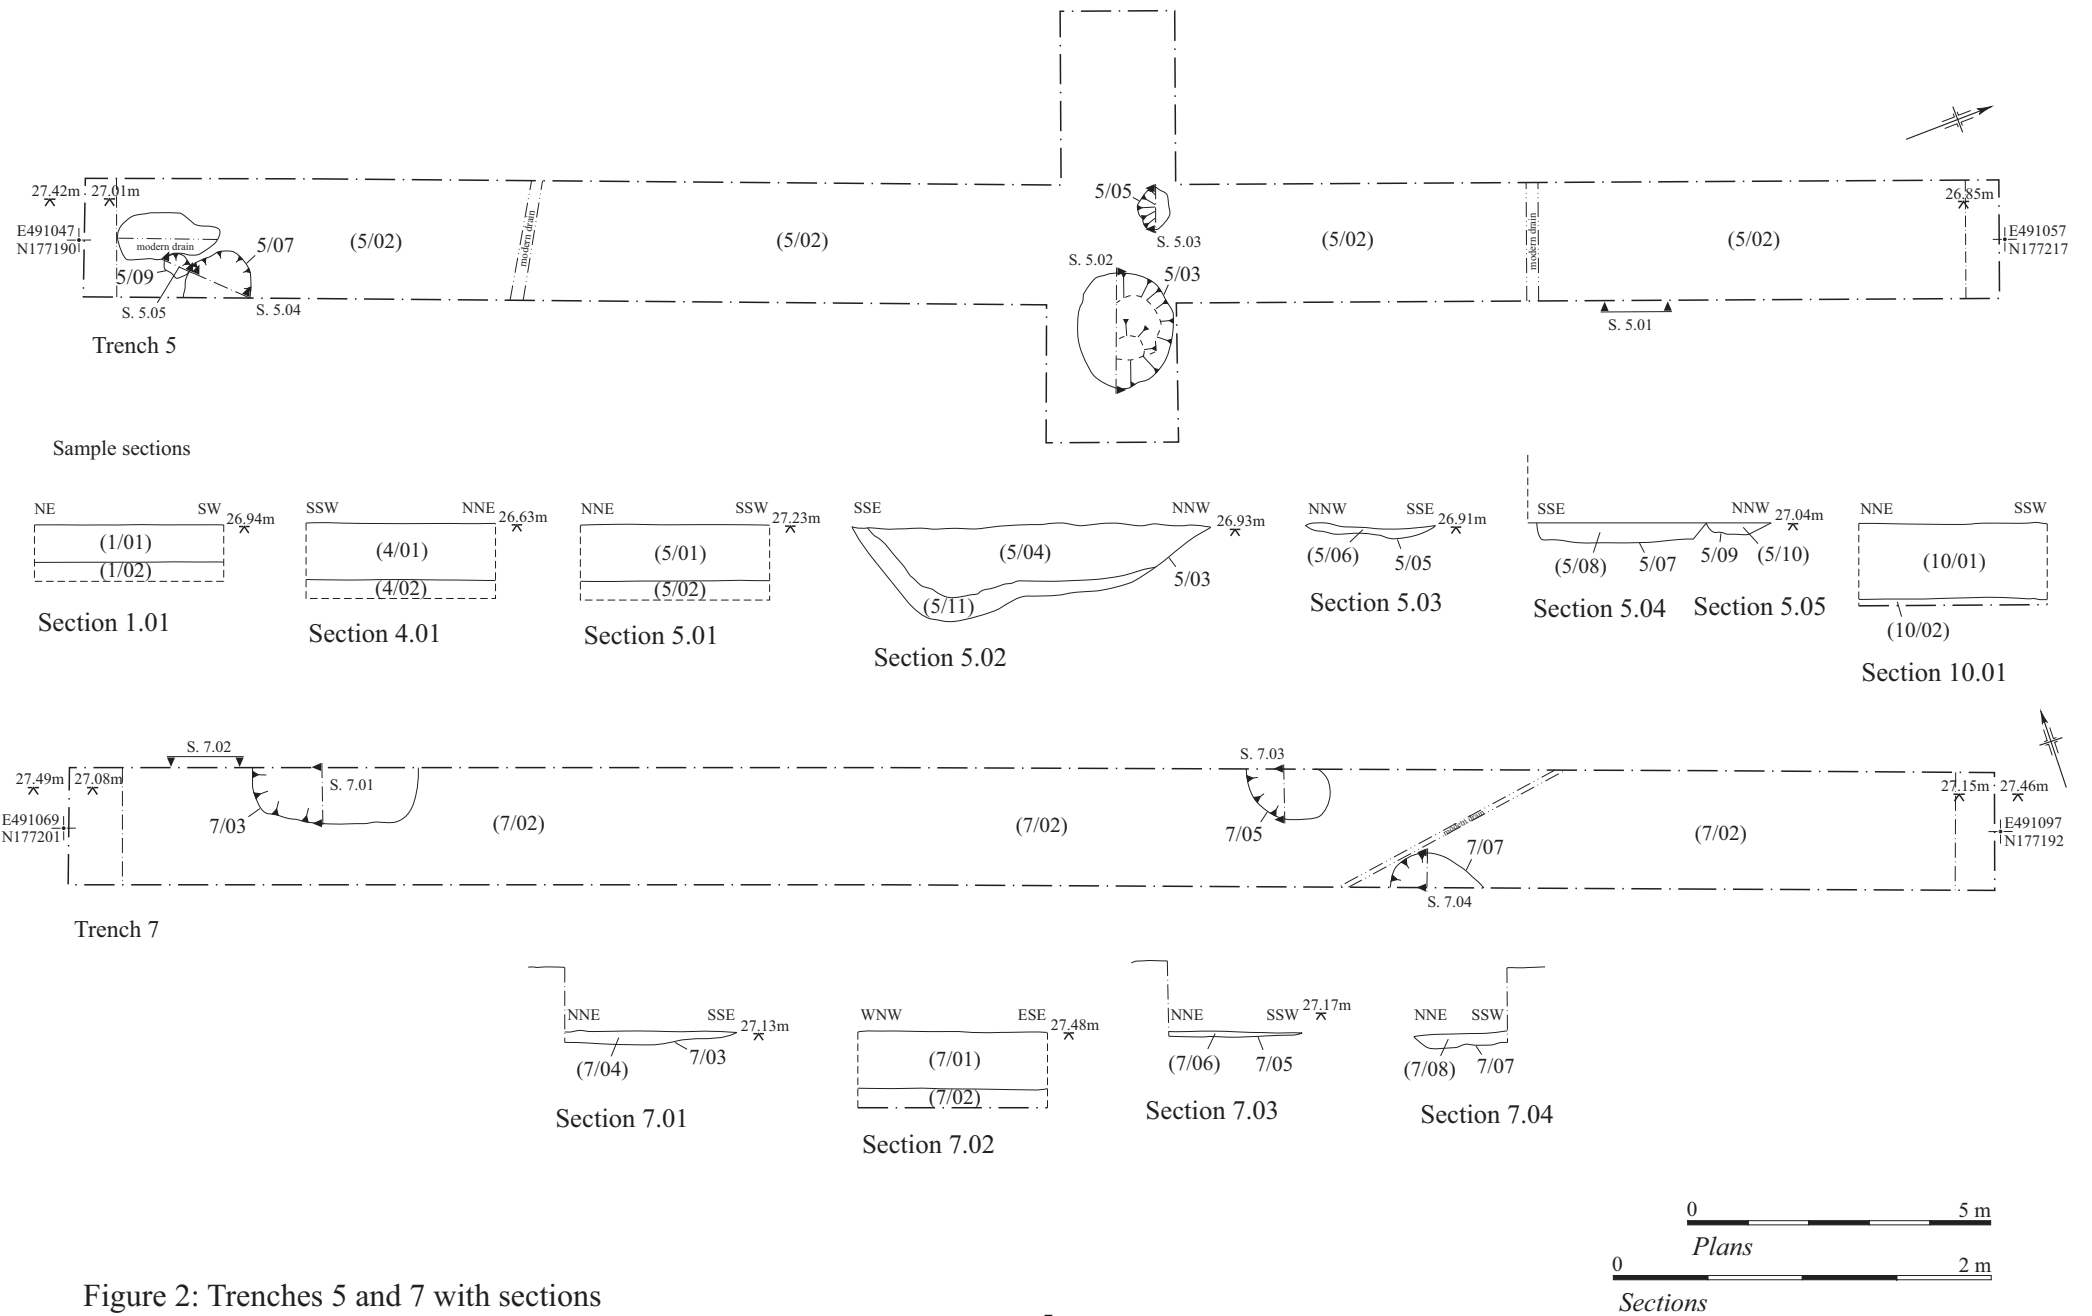 27.42m
27.01m
E491047
N177190
modern drain
5/09
5/07
S. 5.05
S. 5.04
(5/02)
modern drain
(5/02)
5/05
S. 5.03
S. 5.02
5/03
(5/02)
modern drain
S. 5.01
(5/02)
26.85m
E491057
N177217
Trench 5
Sample sections
NE SW 26.94m
(1/01)
(1/02)
Section 1.01
SSW NNE 26.63m
(4/01)
(4/02)
Section 4.01
NNE SSW 27.23m
(5/01)
(5/02)
Section 5.01
SSE NNW 26.93m
(5/04)
5/03
(5/11)
Section 5.02
NNW SSE 26.91m
(5/06) 5/05
Section 5.03
SSE NNW 27.04m
(5/08) 5/07 5/09 (5/10)
Section 5.04 Section 5.05
NNE SSW
(10/01)
(10/02)
Section 10.01
S. 7.02
27.49m
27.08m
E491069
N177201
S. 7.01
7/03
(7/02)
(7/02)
S. 7.03
7/05
modern drain
7/07
S. 7.04
(7/02)
27.15m
27.46m
E491097
N177192
Trench 7
NNE SSE 27.13m
(7/04) 7/03
Section 7.01
WNW ESE 27.48m
(7/01)
(7/02)
Section 7.02
NNE SSW 27.17m
(7/06) 7/05
Section 7.03
NNE SSW
(7/08) 7/07
Section 7.04
0 5 m
Plans
0 2 m
Sections
Figure 2: Trenches 5 and 7 with sections